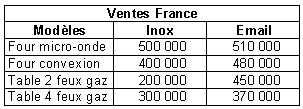 Ventes France
Modèles Inox Email
Four micro-onde 500 000 510 000
Four convexion 400 000 480 000
Table 2 feux gaz 200 000 450 000
Table 4 feux gaz 300 000 370 000